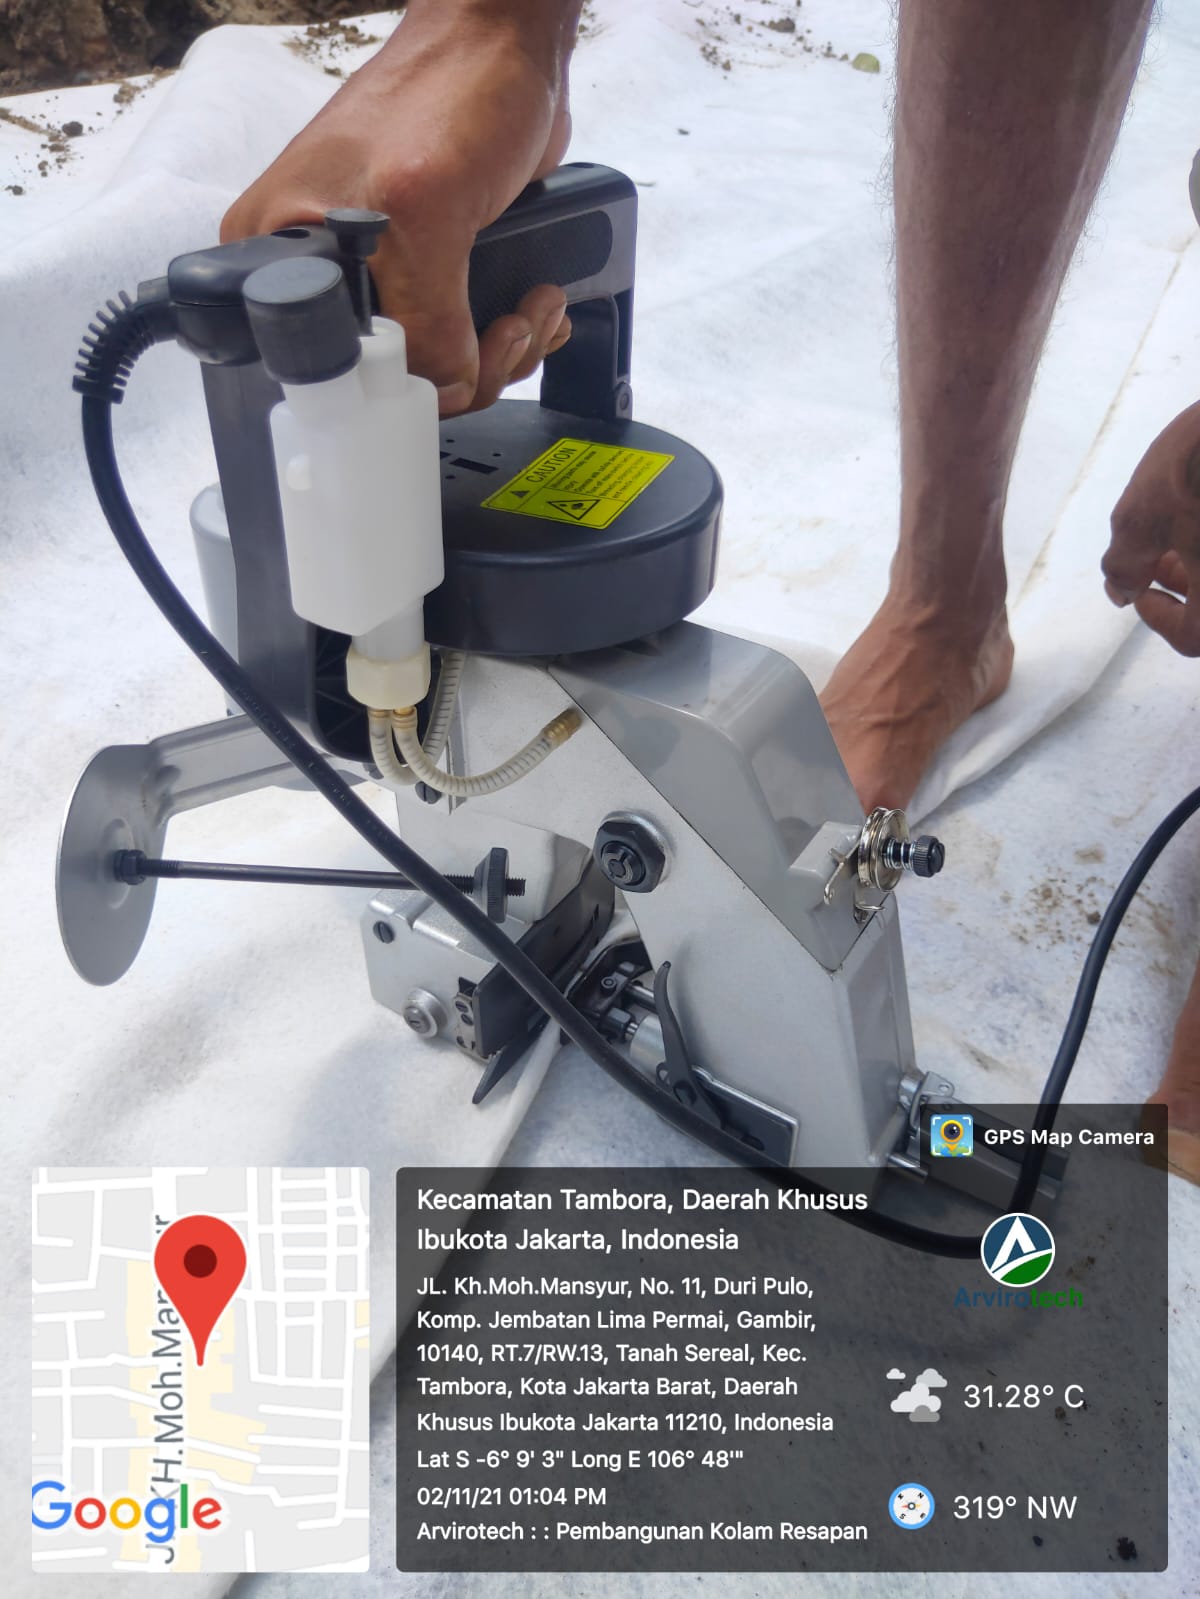 CAUTION
GPS Map Camera
Kecamatan Tambora, Daerah Khusus
Ibukota Jakarta, Indonesia
JL. Kh.Moh.Mansyur, No. 11, Duri Pulo,
Komp. Jembatan Lima Permai, Gambir,
10140, RT.7/RW.13, Tanah Sereal, Kec.
Tambora, Kota Jakarta Barat, Daerah
Khusus Ibukota Jakarta 11210, Indonesia
Lat S -6° 9' 3" Long E 106° 48'"
02/11/21 01:04 PM
Arvirotech : : Pembangunan Kolam Resapan
Arvirotech
31.28° C
319° NW
KH.Moh.Man
Google